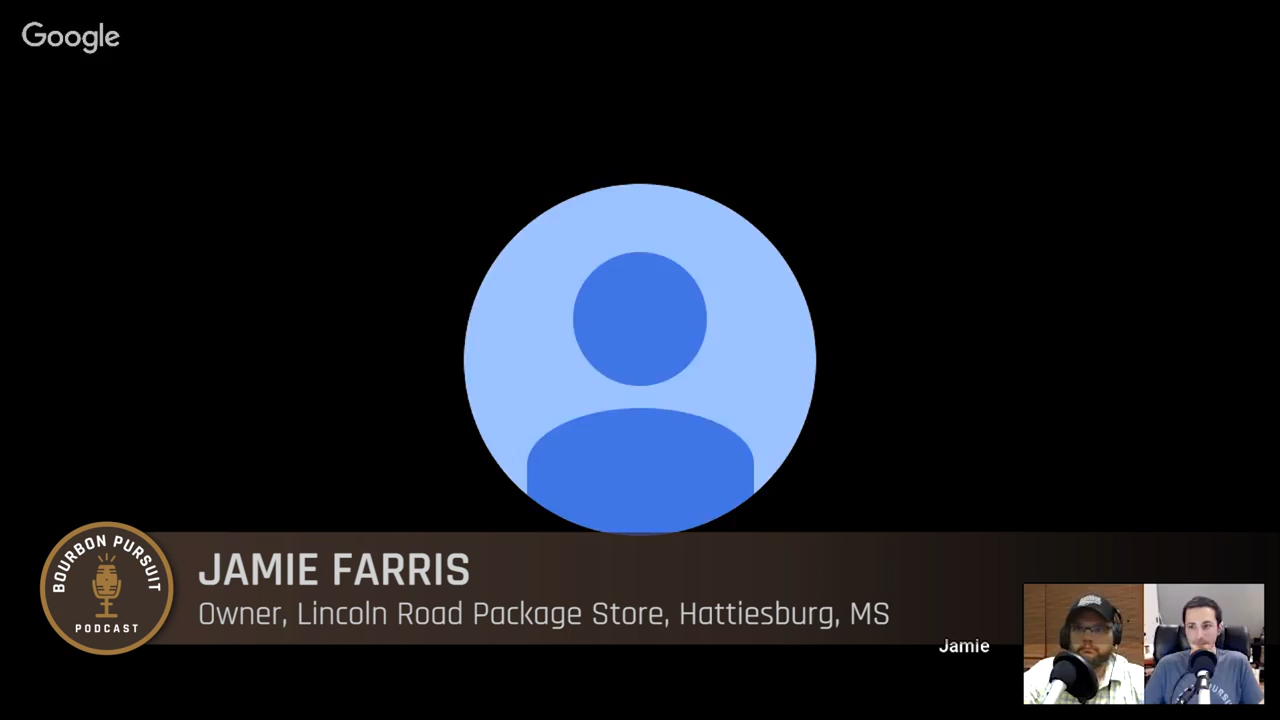 Google
BOURBON PURSUIT
PODCAST
JAMIE FARRIS
Owner, Lincoln Road Package Store, Hattiesburg, MS
Jamie